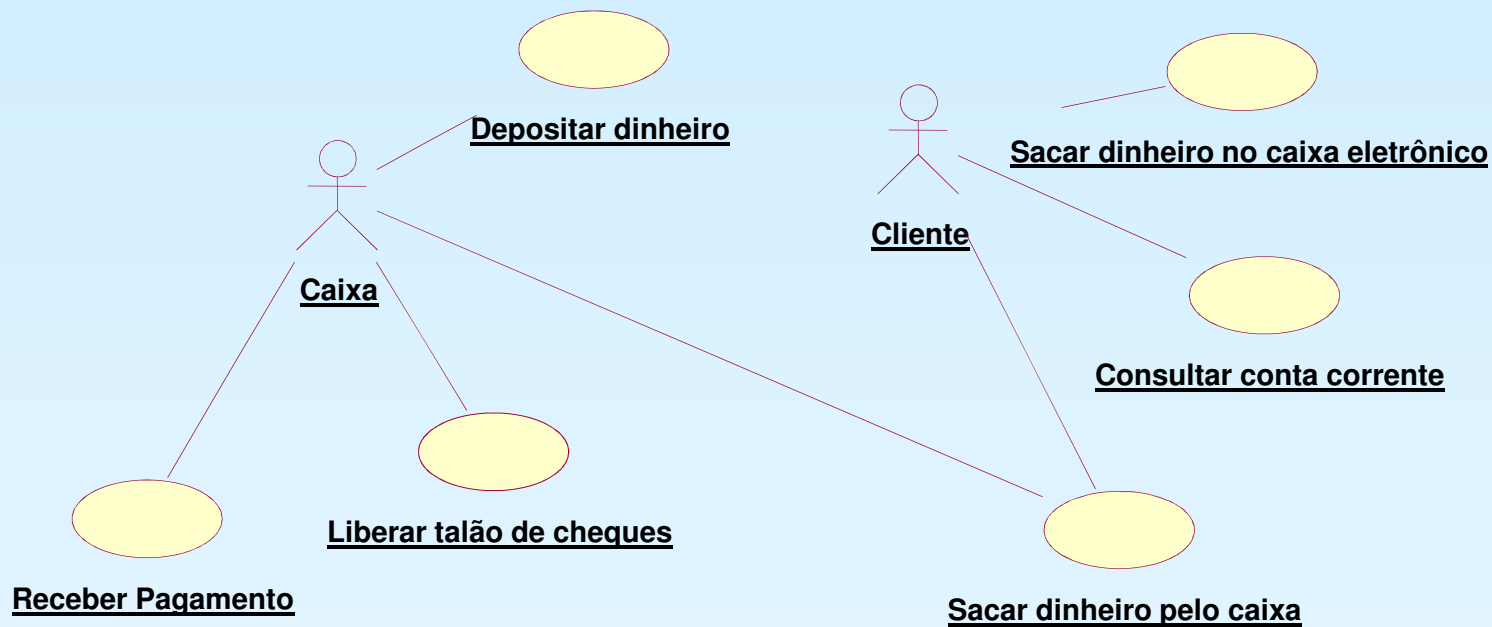 Depositar dinheiro
Sacar dinheiro no caixa eletrônico
Cliente
Caixa
Consultar conta corrente
Liberar talão de cheques
Receber Pagamento
Sacar dinheiro pelo caixa